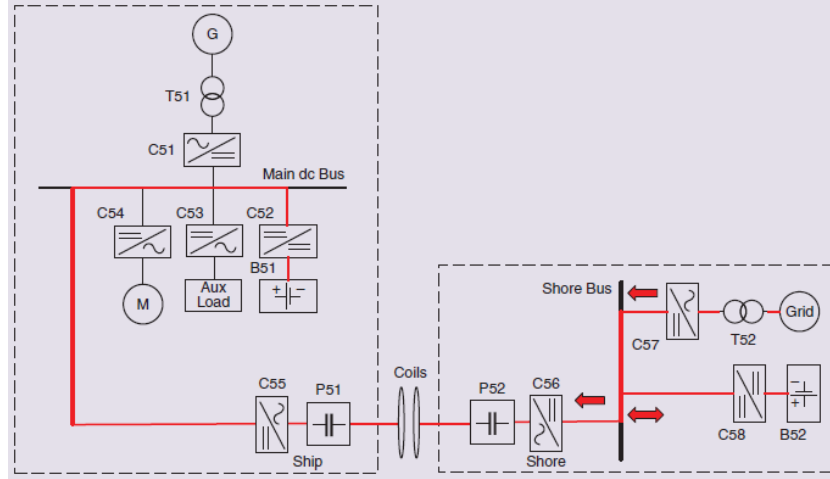 G
T51
C51
Main dc Bus
C54
C53
C52
B51
Aux
Load
M
+ −
Shore Bus
Grid
C57
T52
Coils
C55
P51
P52
C56
−
+
C58
B52
Ship
Shore